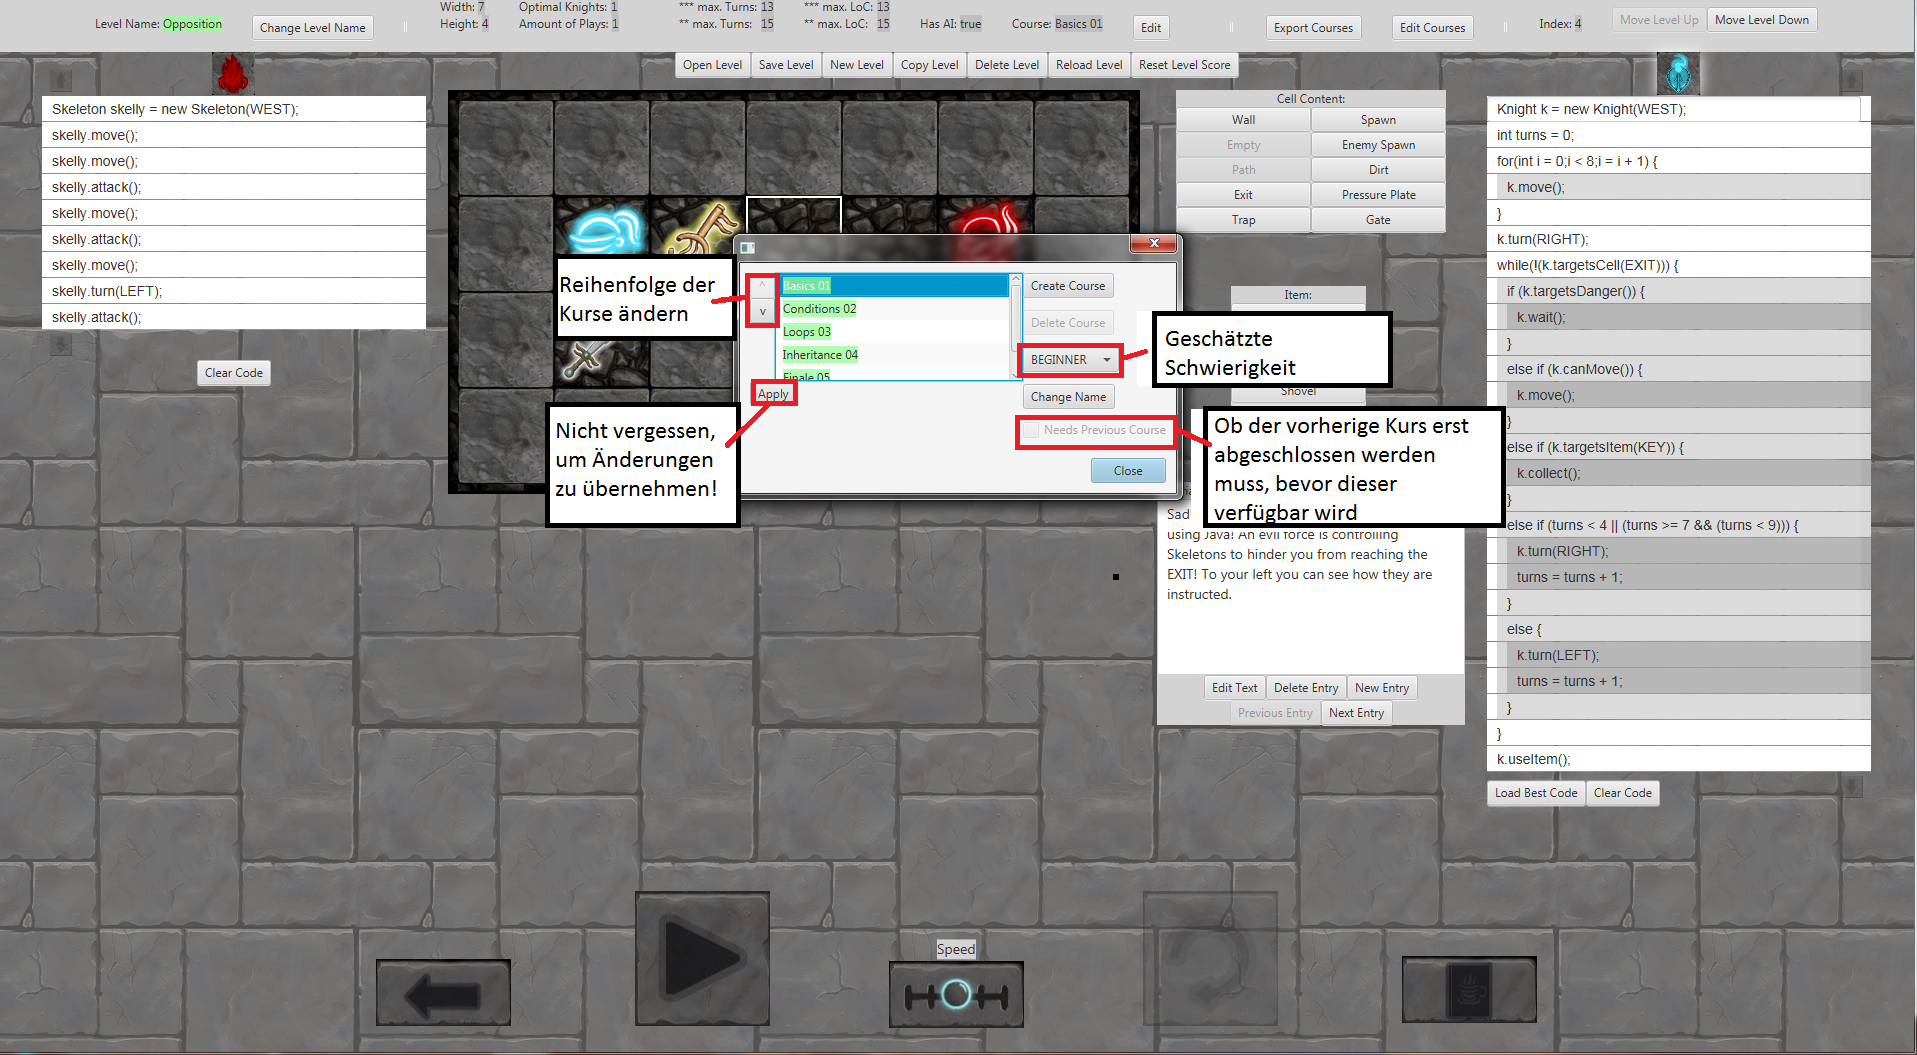 Level Name: Opposition
Change Level Name
Width: 7
Height: 4
Optimal Knights: 1
Amount of Plays: 1
*** max. Turns: 13
** max. Turns: 15
*** max. LoC: 13
** max. LoC: 15
Has AI: true
Course: Basics 01
Edit
Export Courses
Edit Courses
Index: 4
Move Level Up
Move Level Down
Open Level
Save Level
New Level
Copy Level
Delete Level
Reload Level
Reset Level Score
Skeleton skelly = new Skeleton(WEST);
skelly.move();
skelly.move();
skelly.attack();
skelly.move();
skelly.attack();
skelly.move();
skelly.turn(LEFT);
skelly.attack();
Clear Code
Cell Content:
Wall
Spawn
Empty
Enemy Spawn
Path
Dirt
Exit
Pressure Plate
Trap
Gate
Item:
Shovel
Reihenfolge der
Kurse ändern
^
v
Basics 01
Conditions 02
Loops 03
Inheritance 04
Finale 05
Apply
Create Course
Delete Course
BEGINNER
Change Name
Needs Previous Course
Close
Geschätzte
Schwierigkeit
Nicht vergessen,
um Änderungen
zu übernehmen!
Ob der vorherige Kurs erst
abgeschlossen werden
muss, bevor dieser
verfügbar wird
using Java! An evil force is controlling
Skeletons to hinder you from reaching the
EXIT! To your left you can see how they are
instructed.
Edit Text
Delete Entry
New Entry
Previous Entry
Next Entry
Knight k = new Knight(WEST);
int turns = 0;
for(int i = 0;i < 8;i = i + 1) {
k.move();
}
k.turn(RIGHT);
while(!(k.targetsCell(EXIT))) {
if (k.targetsDanger()) {
k.wait();
}
else if (k.canMove()) {
k.move();
}
else if (k.targetsItem(KEY)) {
k.collect();
}
else if (turns < 4 || (turns >= 7 && (turns < 9))) {
k.turn(RIGHT);
turns = turns + 1;
}
else {
k.turn(LEFT);
turns = turns + 1;
}
}
k.useItem();
Load Best Code
Clear Code
Speed